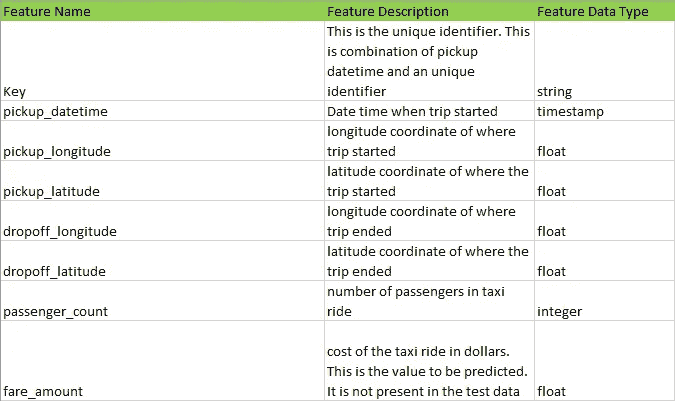 Feature Name Feature Description Feature Data Type
This is the unique identifier. This
is combination of pickup
datetime and an unique
Key identifier string
pickup_datetime Date time when trip started timestamp
longitude coordinate of where
pickup_longitude trip started float
latitude coordinate of where the
pickup_latitude trip started float
longitude coordinate of where
dropoff_longitude trip ended float
latitude coordinate of where the
dropoff_latitude trip ended float
number of passengers in taxi
passenger_count ride integer
cost of the taxi ride in dollars.
This is the value to be predicted.
fare_amount It is not present in the test data float